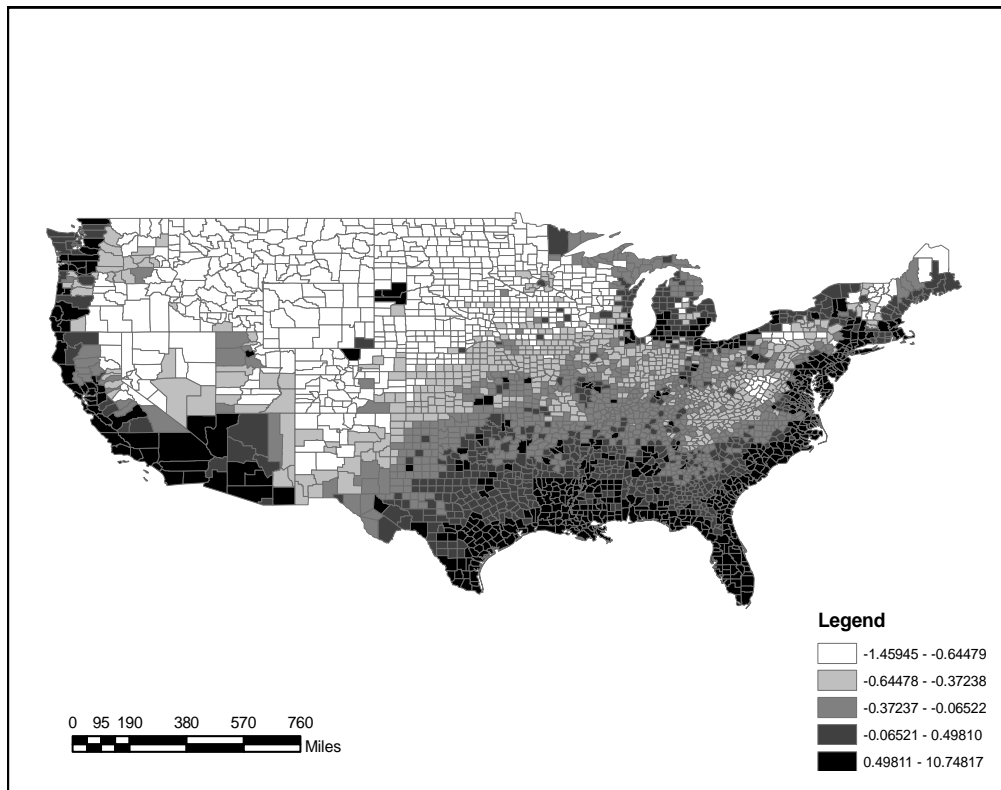 Legend
-1.45945 - -0.64479
-0.64478 - -0.37238
-0.37237 - -0.06522
-0.06521 - 0.49810
0.49811 - 10.74817
0 95 190 380 570 760
Miles